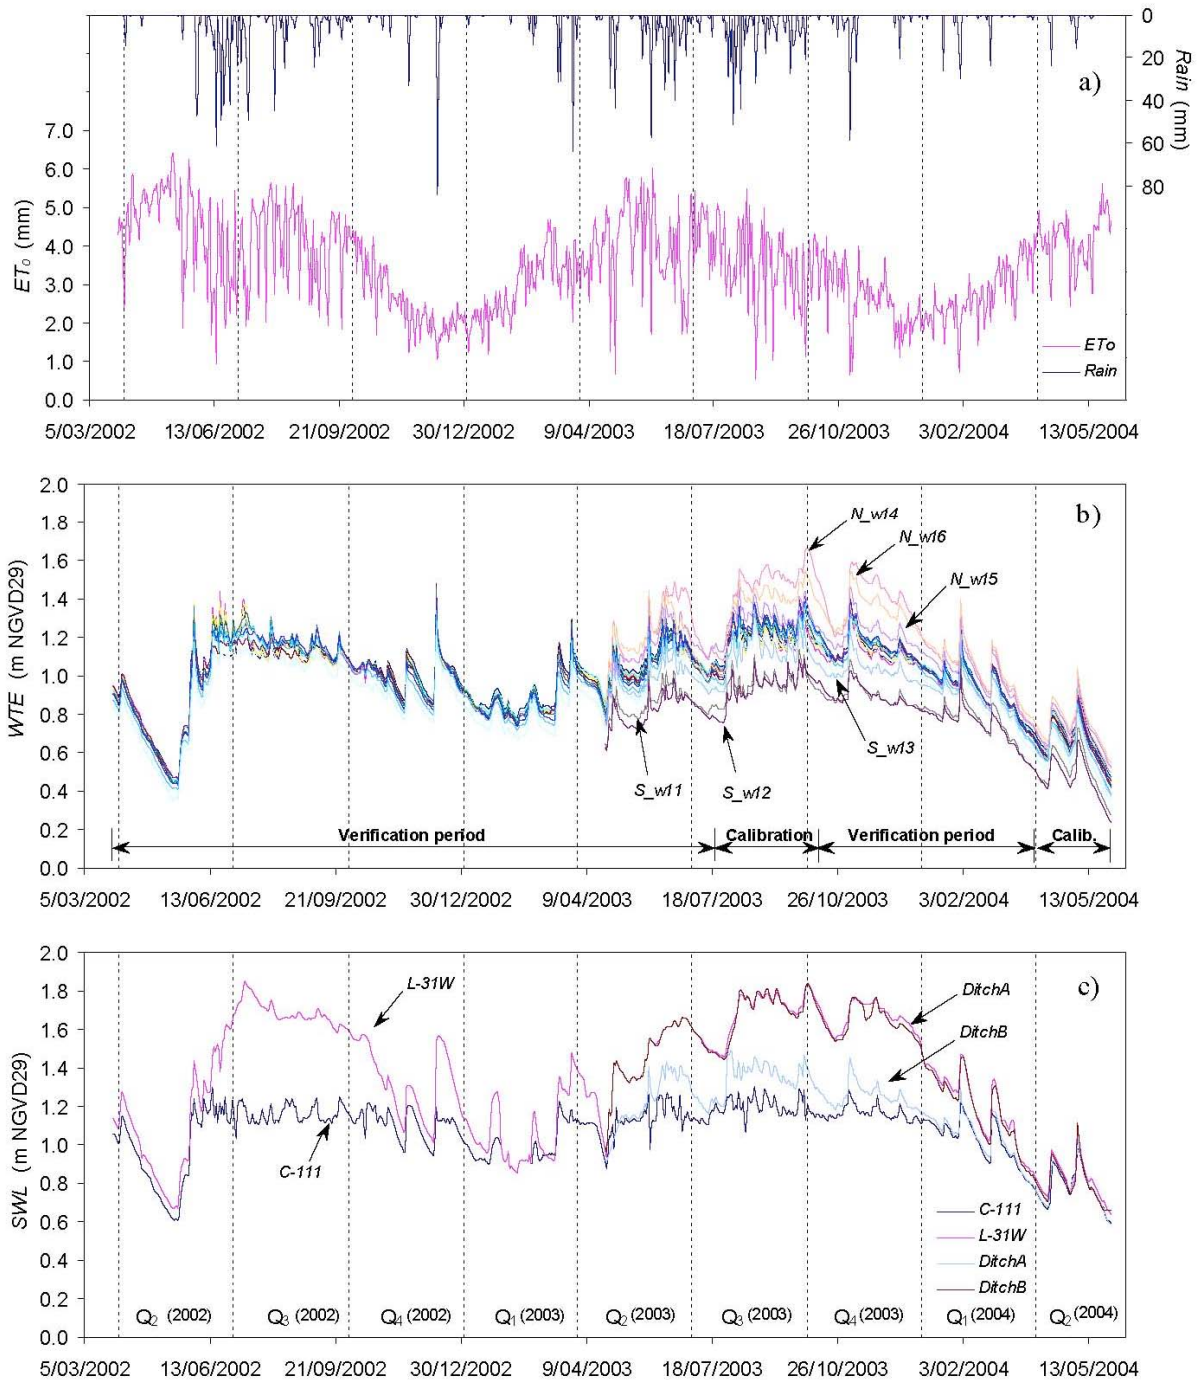 0
20
40
60
80
Rain (mm)
a)
7.0
6.0
5.0
4.0
3.0
2.0
1.0
0.0
ET₀ (mm)
ETo
Rain
5/03/2002 13/06/2002 21/09/2002 30/12/2002 9/04/2003 18/07/2003 26/10/2003 3/02/2004 13/05/2004
2.0
1.8
1.6
1.4
1.2
1.0
0.8
0.6
0.4
0.2
0.0
WTE (m NGVD29)
b)
N_w14
N_w16
N_w15
S_w13
S_w11
S_w12
Verification period Calibration Verification period Calib.
5/03/2002 13/06/2002 21/09/2002 30/12/2002 9/04/2003 18/07/2003 26/10/2003 3/02/2004 13/05/2004
2.0
1.8
1.6
1.4
1.2
1.0
0.8
0.6
0.4
0.2
0.0
SWL (m NGVD29)
c)
L-31W
DitchA
DitchB
C-111
C-111
L-31W
DitchA
DitchB
Q₂ (2002) Q₃ (2002) Q₄ (2002) Q₁ (2003) Q₂ (2003) Q₃ (2003) Q₄ (2003) Q₁ (2004) Q₂ (2004)
5/03/2002 13/06/2002 21/09/2002 30/12/2002 9/04/2003 18/07/2003 26/10/2003 3/02/2004 13/05/2004